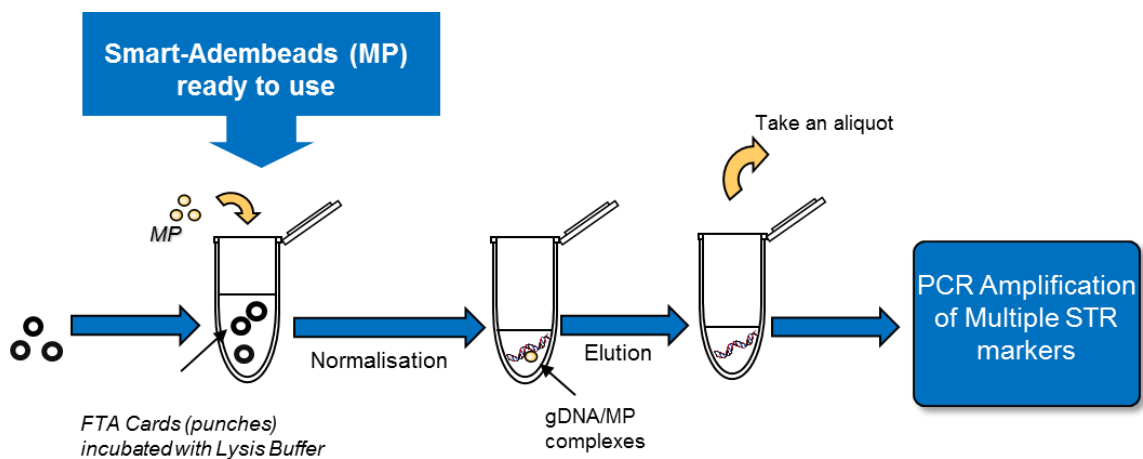 Smart-Adembeads (MP)
ready to use
Take an aliquot
MP
PCR Amplification
of Multiple STR
markers
Normalisation
Elution
gDNA/MP
complexes
FTA Cards (punches)
incubated with Lysis Buffer